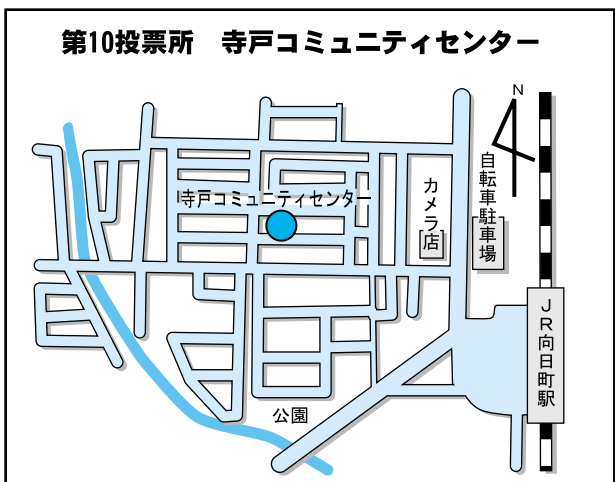 第10投票所 寺戸コミュニティセンター
N
自転車駐車場
カメラ店
寺戸コミュニティセンター
JR向日町駅
公園